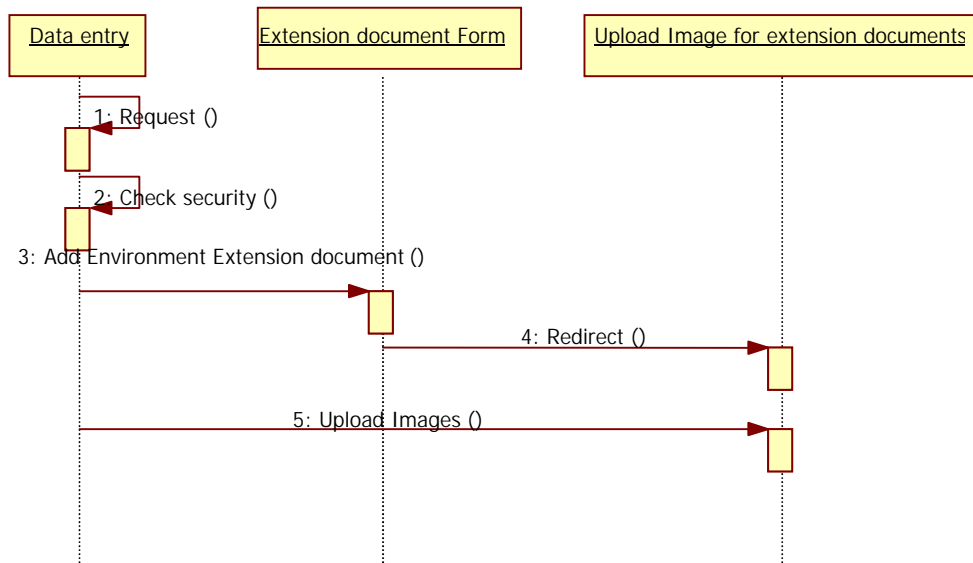 Data entry
Extension document Form
Upload Image for extension documents
1: Request ()
2: Check security ()
3: Add Environment Extension document ()
4: Redirect ()
5: Upload Images ()